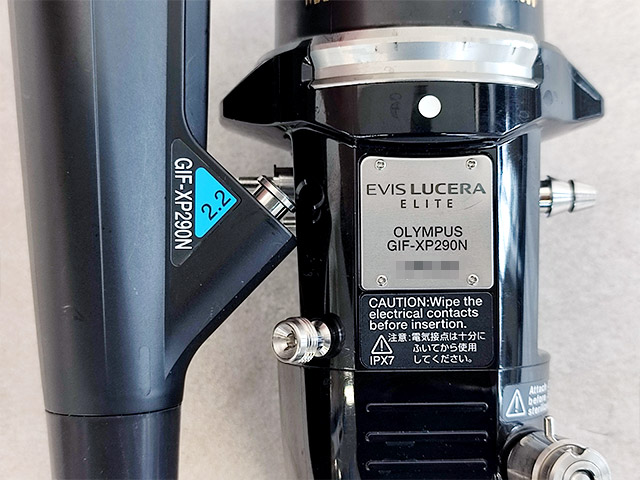 GIF-XP290N
2.2
EVIS LUCERA
ELITE
OLYMPUS
GIF-XP290N
CAUTION:Wipe the
electrical contacts
before insertion.
注意:電気接点は十分に
ふいてから使用
してください。
IPX7
Attach
before